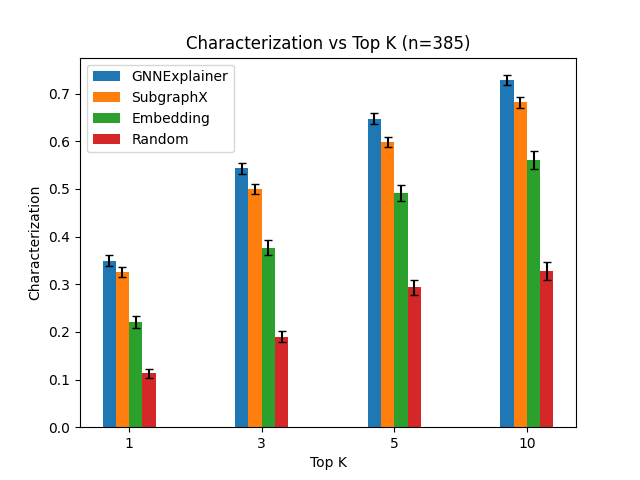 Characterization vs Top K (n=385)
GNNExplainer
SubgraphX
Embedding
Random
Characterization
0.7
0.6
0.5
0.4
0.3
0.2
0.1
0.0
1
3
5
10
Top K